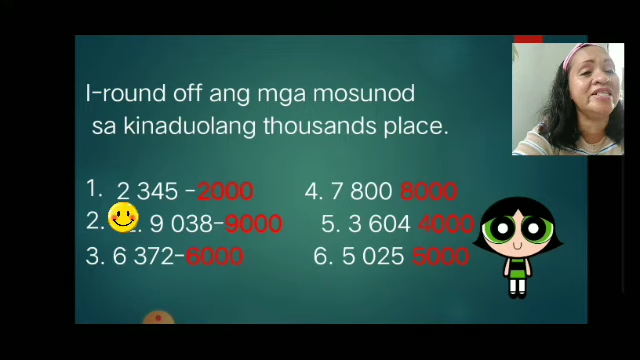 I-round off ang mga mosunod
sa kinaduolang thousands place.
1. 2 345 -2000 4. 7 800 8000
2. . 9 038-9000 5. 3 604 4000
3. 6 372-6000 6. 5 025 5000